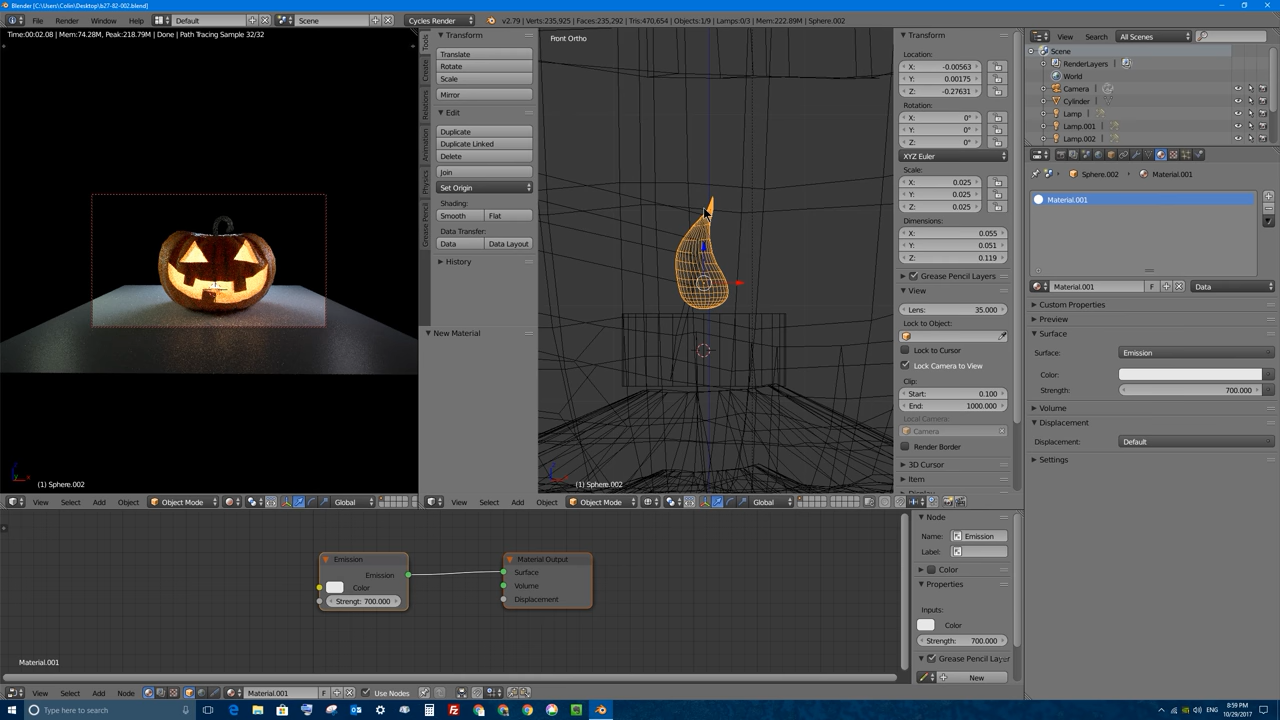 Blender [C:\Users\Colin\Desktop\b27-82-002.blend]
File Render Window Help Default Scene Cycles Render v2.79 | Verts:235,925 | Faces:235,292 | Tris:470,654 | Objects:1/9 | Lamps:0/3 | Mem:222.89M | Sphere.002
Time:00:02.08 | Mem:74.28M, Peak:218.79M | Done | Path Tracing Sample 32/32
(1) Sphere.002
View Select Add Object Object Mode Global
Tools
Create
Relations
Animation
Physics
Grease Pencil
Transform
Translate
Rotate
Scale
Mirror
Edit
Duplicate
Duplicate Linked
Delete
Join
Set Origin
Shading:
Smooth Flat
Data Transfer:
Data Data Layout
History
New Material
Front Ortho
(1) Sphere.002
View Select Add Object Object Mode Global
Transform
Location:
X: -0.00563
Y: 0.00175
Z: -0.27631
Rotation:
X: 0°
Y: 0°
Z: 0°
XYZ Euler
Scale:
X: 0.025
Y: 0.025
Z: 0.025
Dimensions:
X: 0.055
Y: 0.051
Z: 0.119
Grease Pencil Layers
View
Lens: 35.000
Lock to Object:
Lock to Cursor
Lock Camera to View
Clip:
Start: 0.100
End: 1000.000
Local Camera:
Camera
Render Border
3D Cursor
Item
View Search All Scenes
Scene
RenderLayers
World
Camera
Cylinder
Lamp
Lamp.001
Lamp.002
Sphere.002 Material.001
Material.001
Material.001 F Data
Custom Properties
Preview
Surface
Surface: Emission
Color:
Strength: 700.000
Volume
Displacement
Displacement: Default
Settings
Emission
Emission
Color
Strengt: 700.000
Material Output
Surface
Volume
Displacement
Material.001
View Select Add Node Material.001 F Use Nodes
Node
Name: Emission
Label:
Color
Properties
Inputs:
Color
Strength: 700.000
Grease Pencil Layer
New
Type here to search
ENG
8:59 PM
10/29/2017